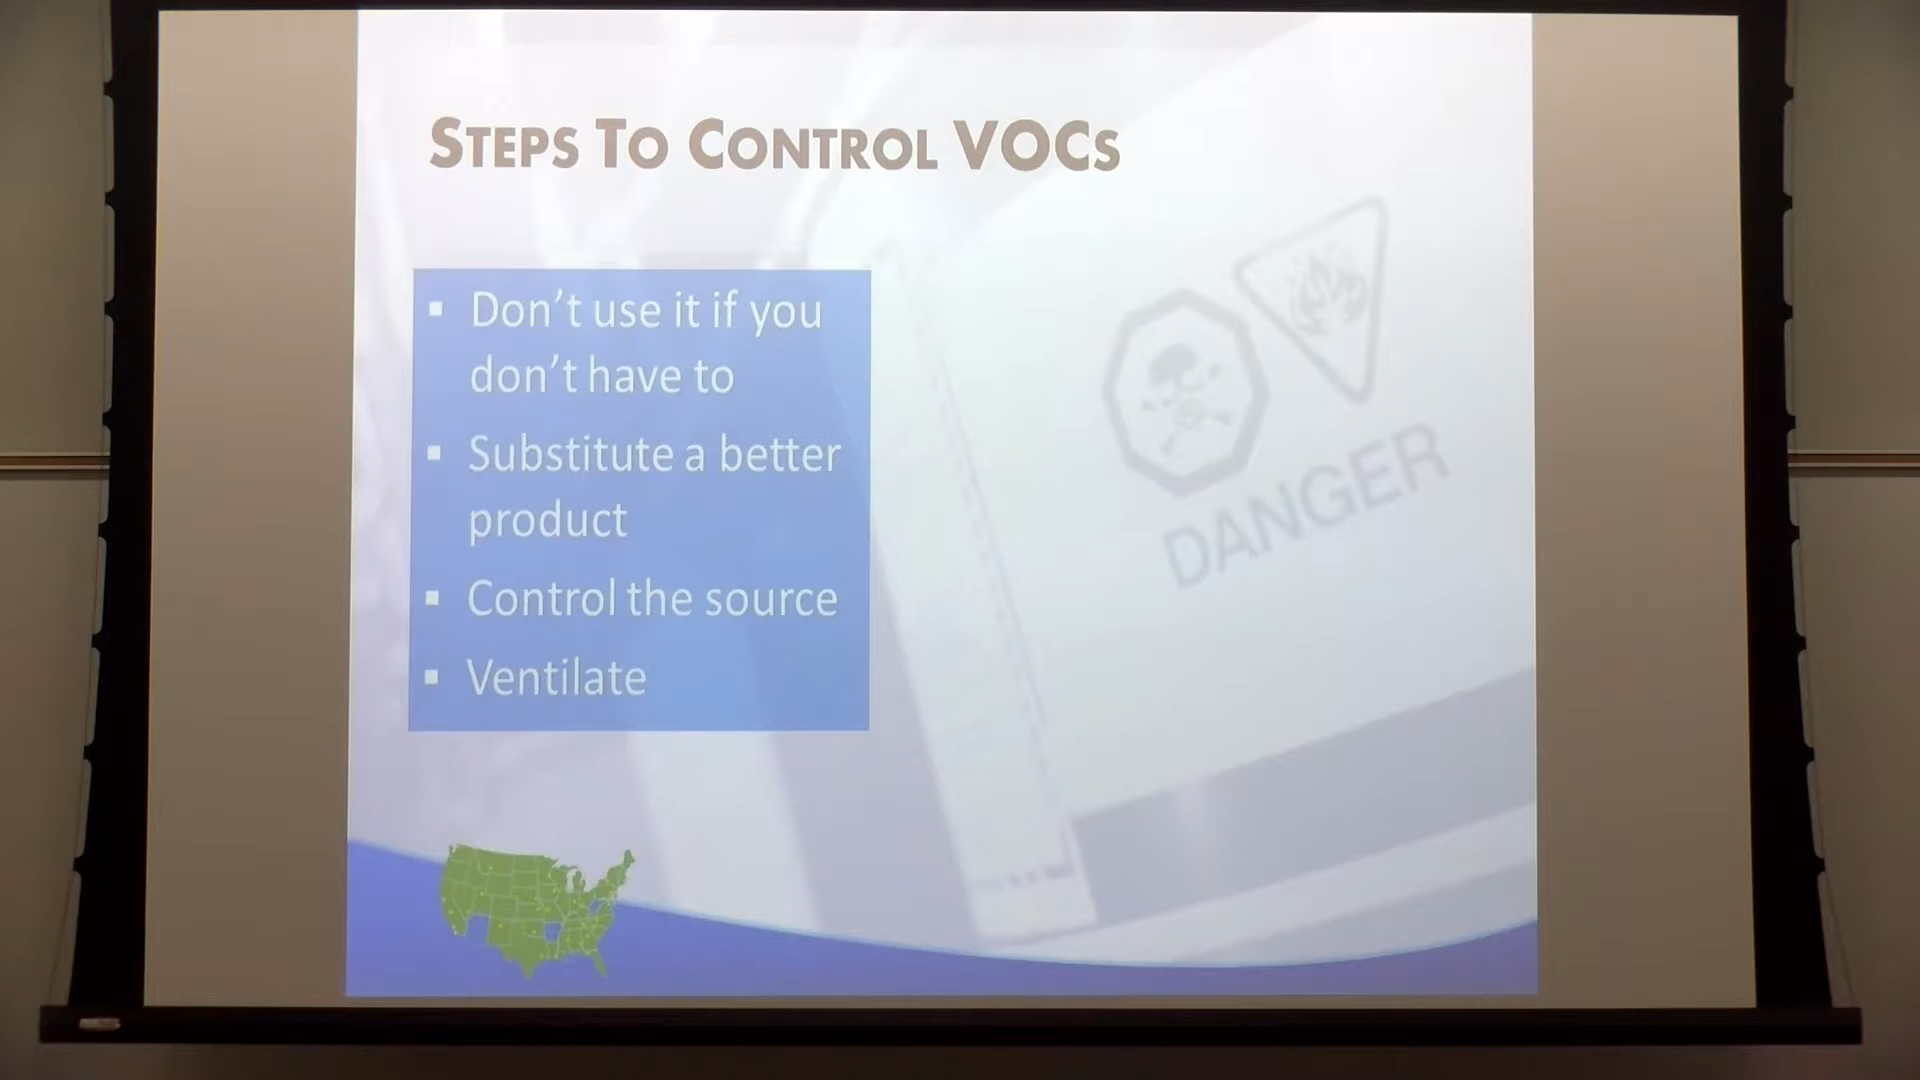 STEPS TO CONTROL VOCS
▪ Don't use it if you
don't have to
▪ Substitute a better
product
▪ Control the source
▪ Ventilate
DANGER